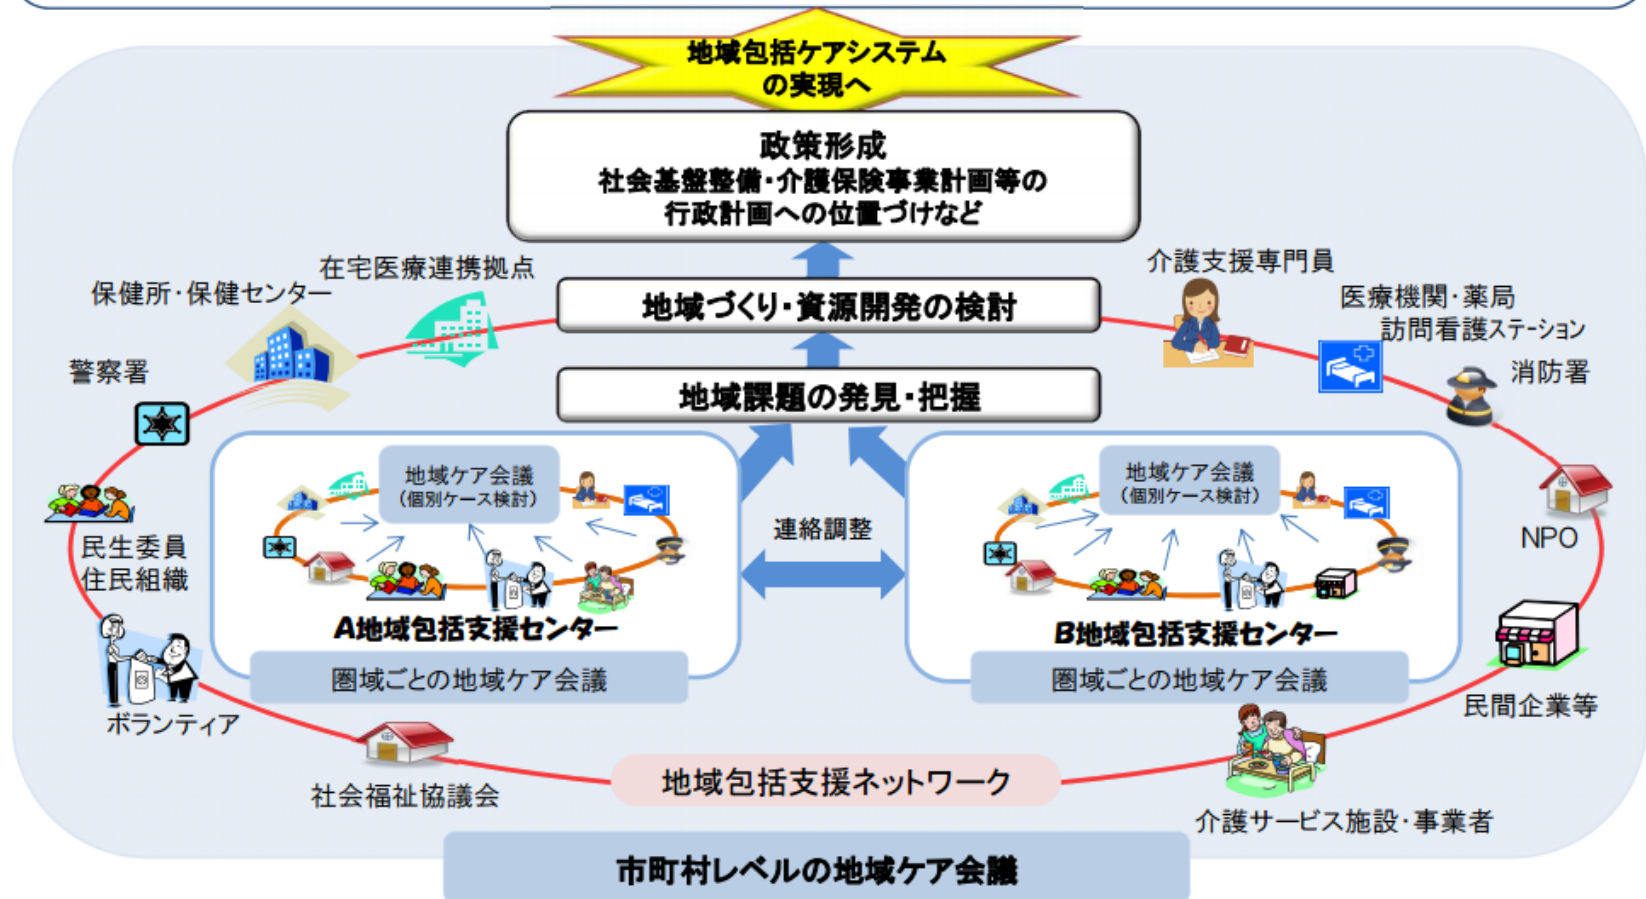 地域包括ケアシステム
の実現へ
政策形成
社会基盤整備・介護保険事業計画等の
行政計画への位置づけなど
在宅医療連携拠点
保健所・保健センター
介護支援専門員
医療機関・薬局
訪問看護ステーション
地域づくり・資源開発の検討
警察署
消防署
地域課題の発見・把握
地域ケア会議
(個別ケース検討)
地域ケア会議
(個別ケース検討)
連絡調整
NPO
民生委員
住民組織
A地域包括支援センター
B地域包括支援センター
圏域ごとの地域ケア会議
圏域ごとの地域ケア会議
ボランティア
民間企業等
社会福祉協議会
地域包括支援ネットワーク
介護サービス施設・事業者
市町村レベルの地域ケア会議